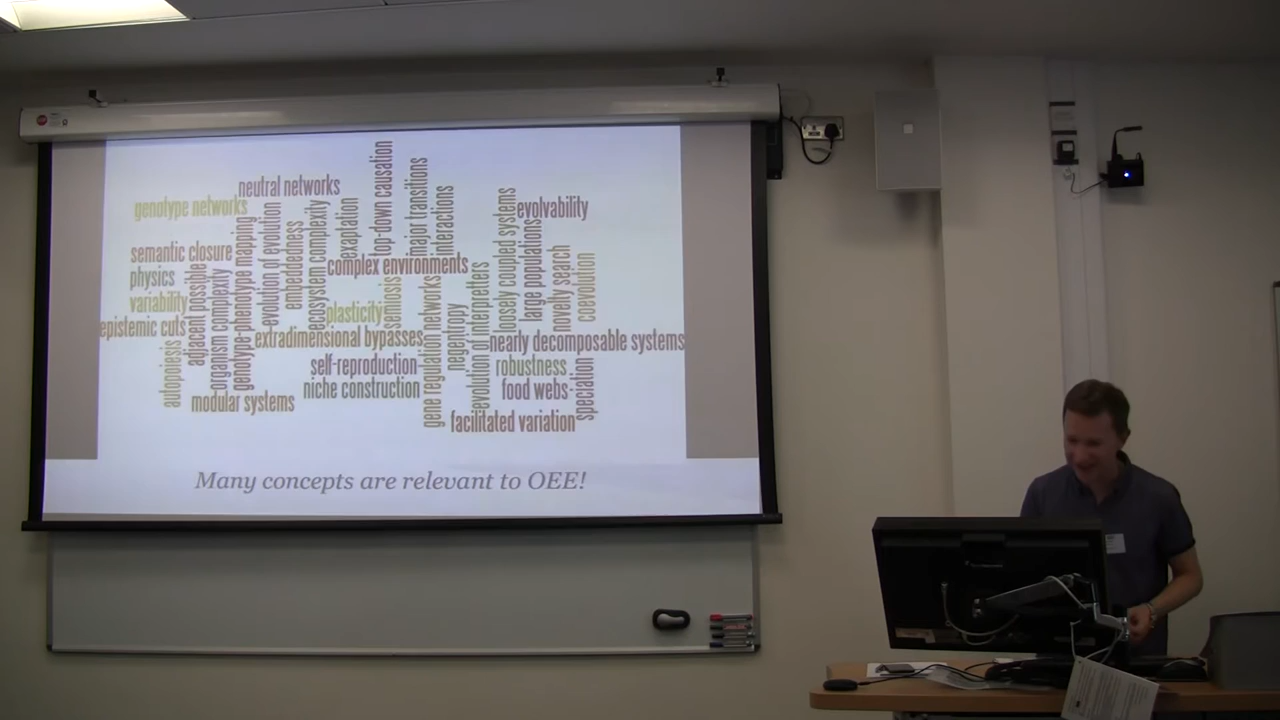 neutral networks
genotype networks
top-down causation
major transitions
interactions
exaptation
ecosystem complexity
embeddedness
evolution of evolution
genotype-phenotype mapping
semantic closure
physics
variability
epistemic cuts
adjacent possible
organism complexity
autopoiesis
modular systems
complex environments
plasticity
semiosis
extradimensional bypasses
self-reproduction
niche construction
gene regulation networks
negentropy
evolution of interpreters
loosely coupled systems
large populations
evolvability
novelty search
coevolution
nearly decomposable systems
robustness
food webs
speciation
facilitated variation
Many concepts are relevant to OEE!